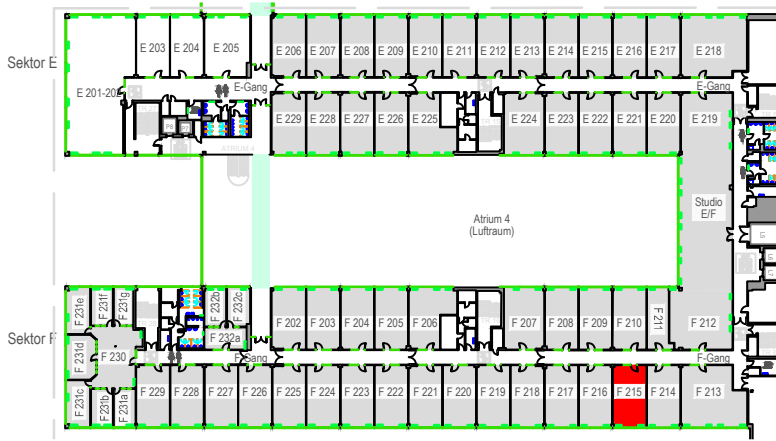 E 203 E 204 E 205 E 206 E 207 E 208 E 209 E 210 E 211 E 212 E 213 E 214 E 215 E 216 E 217 E 218
Sektor E
E 201-202 E-Gang E-Gang
E 229 E 228 E 227 E 226 E 225 E 224 E 223 E 222 E 221 E 220 E 219
ATRIUM 4
Studio
E/F
Atrium 4
(Luftraum)
F 231e F 231f F 231g F 232b F 232c
F 202 F 203 F 204 F 205 F 206 F 207 F 208 F 209 F 210 F 211 F 212
Sektor F
F 232a
F 231d F 230 F-Gang F-Gang
F 231c F 231b F 231a F 229 F 228 F 227 F 226 F 225 F 224 F 223 F 222 F 221 F 220 F 219 F 218 F 217 F 216 F 215 F 214 F 213